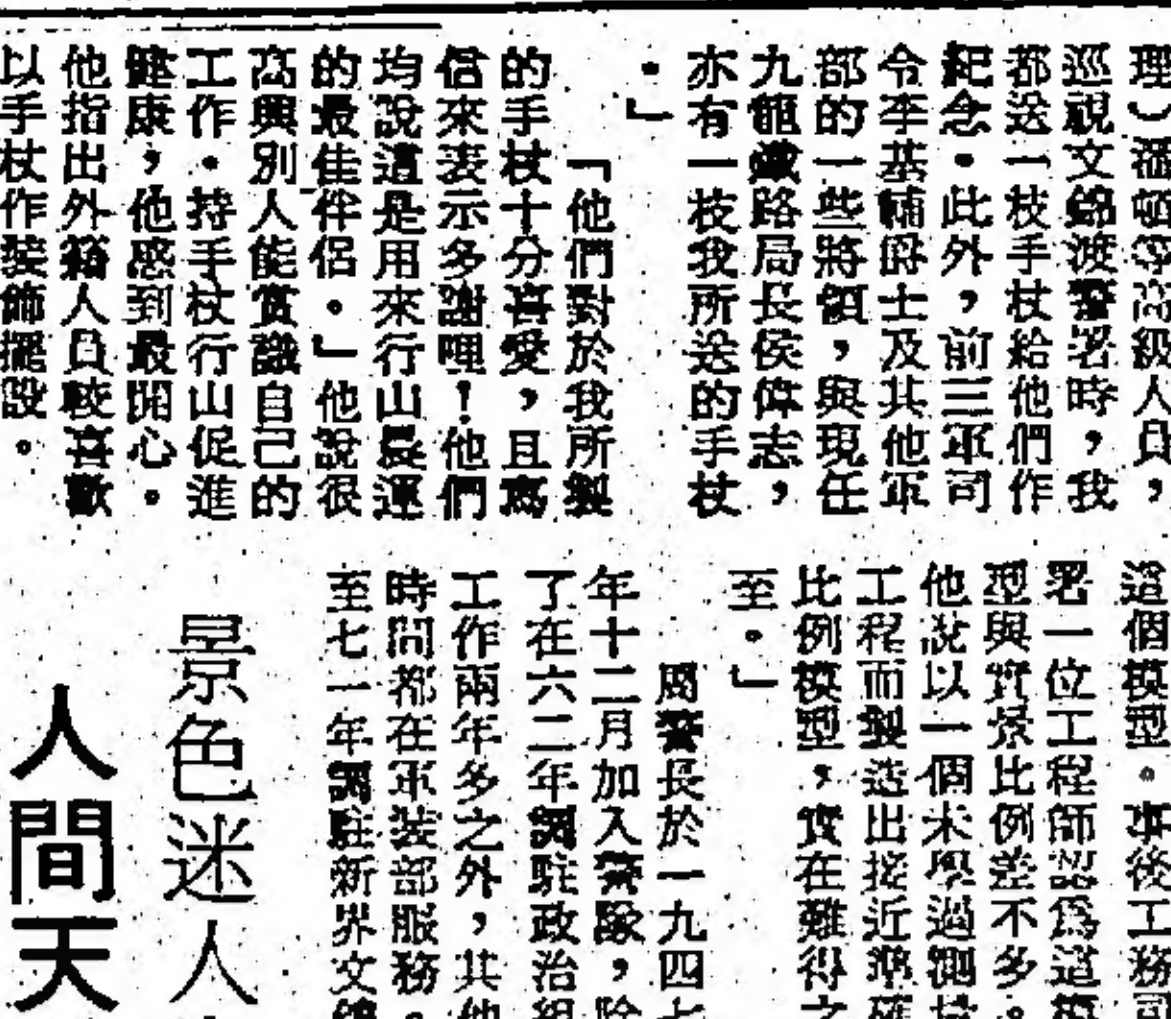 理）溫頓等高級人員，
巡視文錦渡警署時，我
都送一枝手杖給他們作
紀念。此外，前三軍司
令李基輔爵士及其他軍
部的一些將領，與現任
九龍鐵路局長侯偉志，
亦有一枝我所送的手杖
。」
「他們對於我所製
的手杖十分喜愛，且寫
信來表示多謝哩！他們
均說這是用來行山晨運
的最佳伴侶。」他說很
高興別人能賞識自己的
工作。持手杖行山促進
健康，他感到最開心。
他指出外籍人員較喜歡
以手杖作裝飾擺設。
這個模型。事後工務司
署一位工程師認爲這模
型與實景比例差不多。
他說以一個未學過測
工程而製造出接近準確
比例模型，實在難得之
至。」
周警長於一九四七
年十二月加入警隊，除
了在六二年調駐政治組
工作兩年多之外，其他
時間都在軍裝部服務。
至七一年調駐新界文錦
景色迷人
人間天